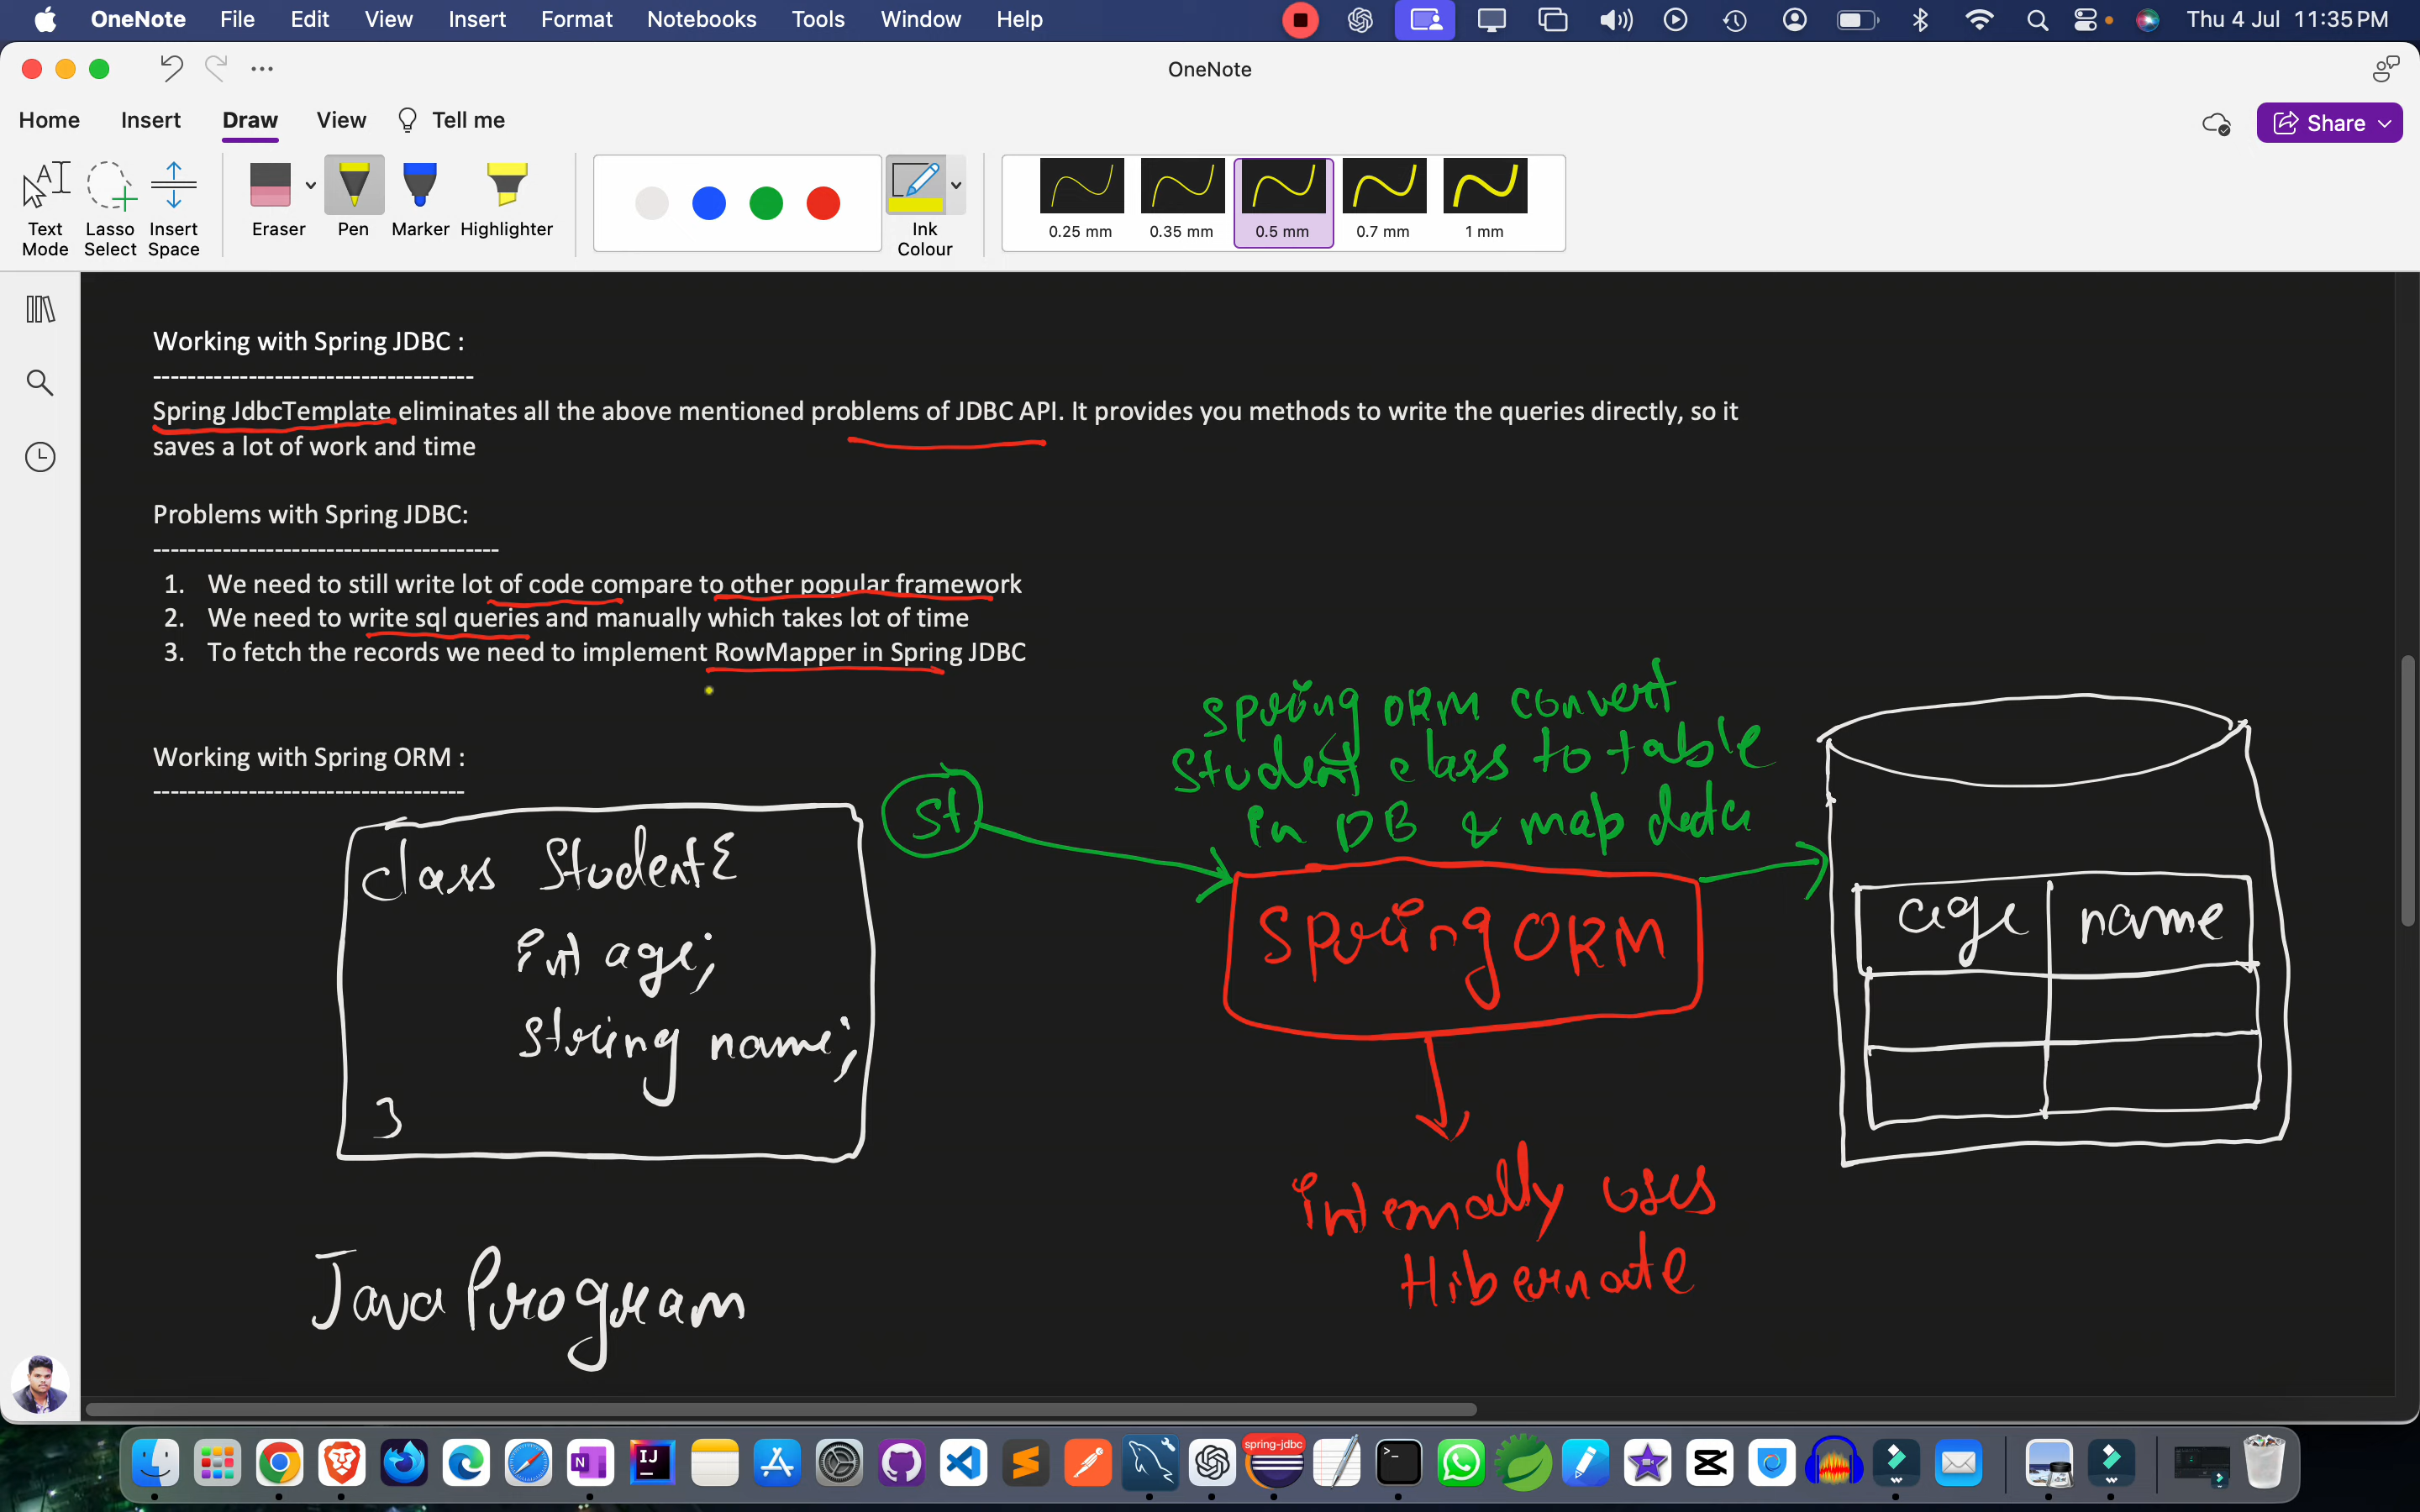 OneNote File Edit View Insert Format Notebooks Tools Window Help Thu 4 Jul 11:35 PM
OneNote
Home Insert Draw View Tell me Share
Text Mode
Lasso Select
Insert Space
Eraser
Pen
Marker
Highlighter
Ink Colour
0.25 mm 0.35 mm 0.5 mm 0.7 mm 1 mm
Working with Spring JDBC :
-------------------------------------
Spring JdbcTemplate eliminates all the above mentioned problems of JDBC API. It provides you methods to write the queries directly, so it
saves a lot of work and time
Problems with Spring JDBC:
----------------------------------------
1. We need to still write lot of code compare to other popular framework
2. We need to write sql queries and manually which takes lot of time
3. To fetch the records we need to implement RowMapper in Spring JDBC
Working with Spring ORM :
------------------------------------
class Student{
int age;
String name;
}
Java Program
St
Spring ORM convert
Student class to table
in DB & map data
Spring ORM
internally uses
Hibernate
age name
spring-jdbc